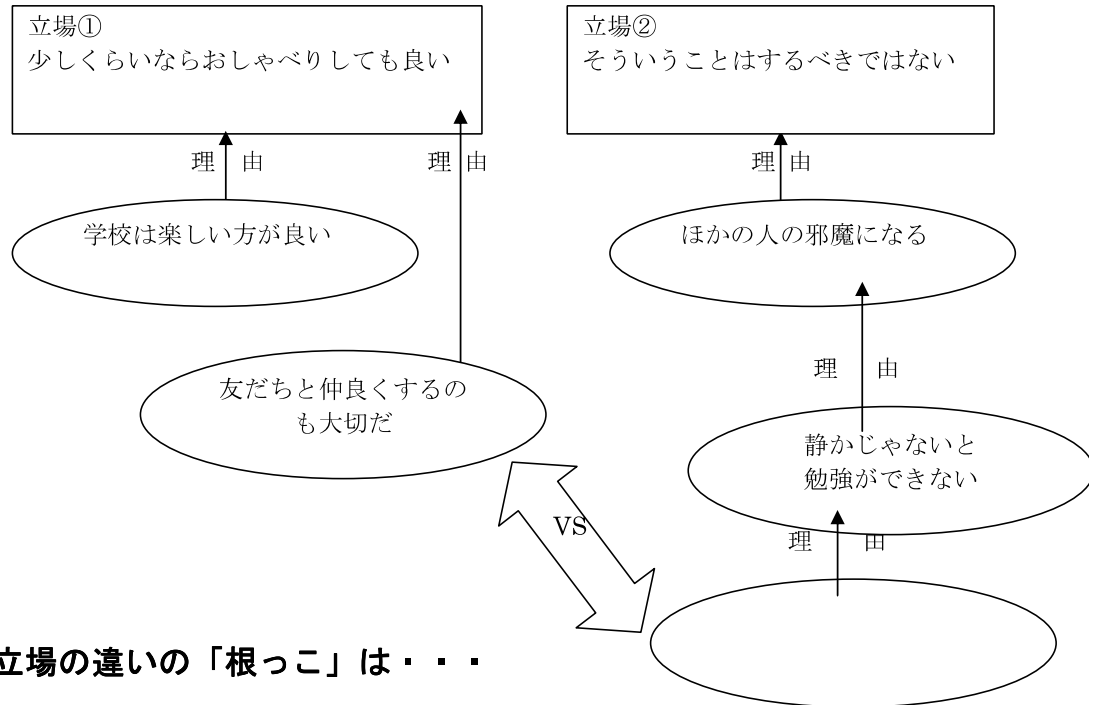 立場①
少しくらいならおしゃべりしても良い
立場②
そういうことはするべきではない
理由
理由
理由
学校は楽しい方が良い
ほかの人の邪魔になる
理由
友だちと仲良くするの
も大切だ
静かじゃないと
勉強ができない
VS
理由
立場の違いの「根っこ」は・・・